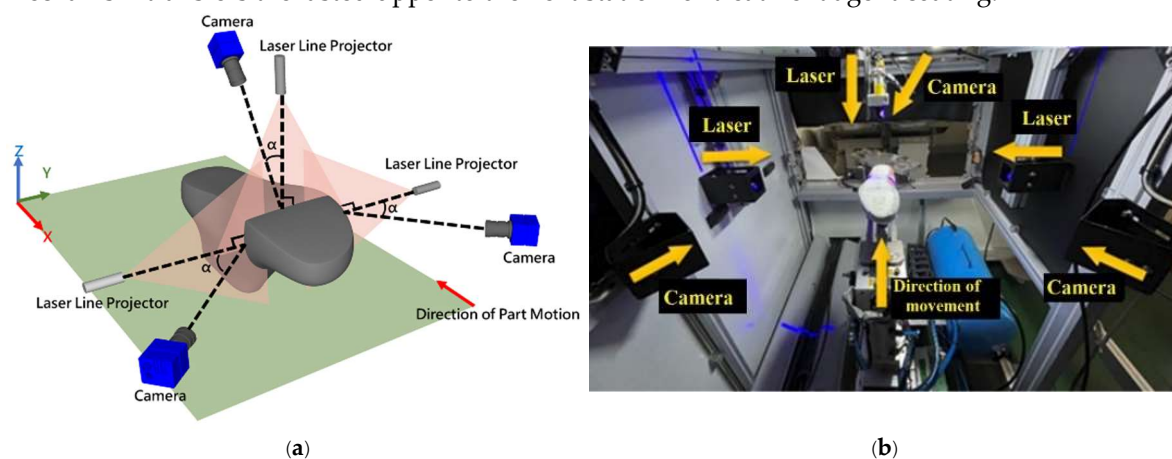 Camera
Laser Line Projector
α
Laser Line Projector
Z
Y
X
α
α
Camera
Laser Line Projector
Direction of Part Motion
Camera
(a)
Laser
Camera
Laser
Laser
Camera
Direction of
movement
Camera
(b)